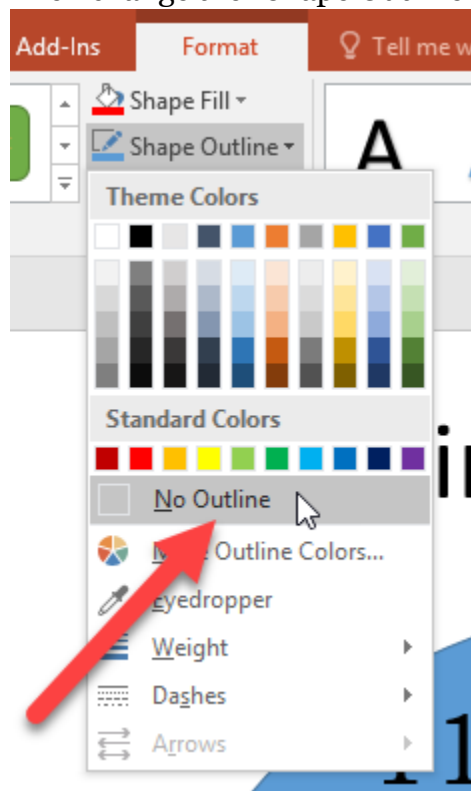 Add-Ins Format Tell me w
Shape Fill
Shape Outline
A
Theme Colors
Standard Colors
No Outline
Outline Colors...
Eyedropper
Weight
Dashes
Arrows